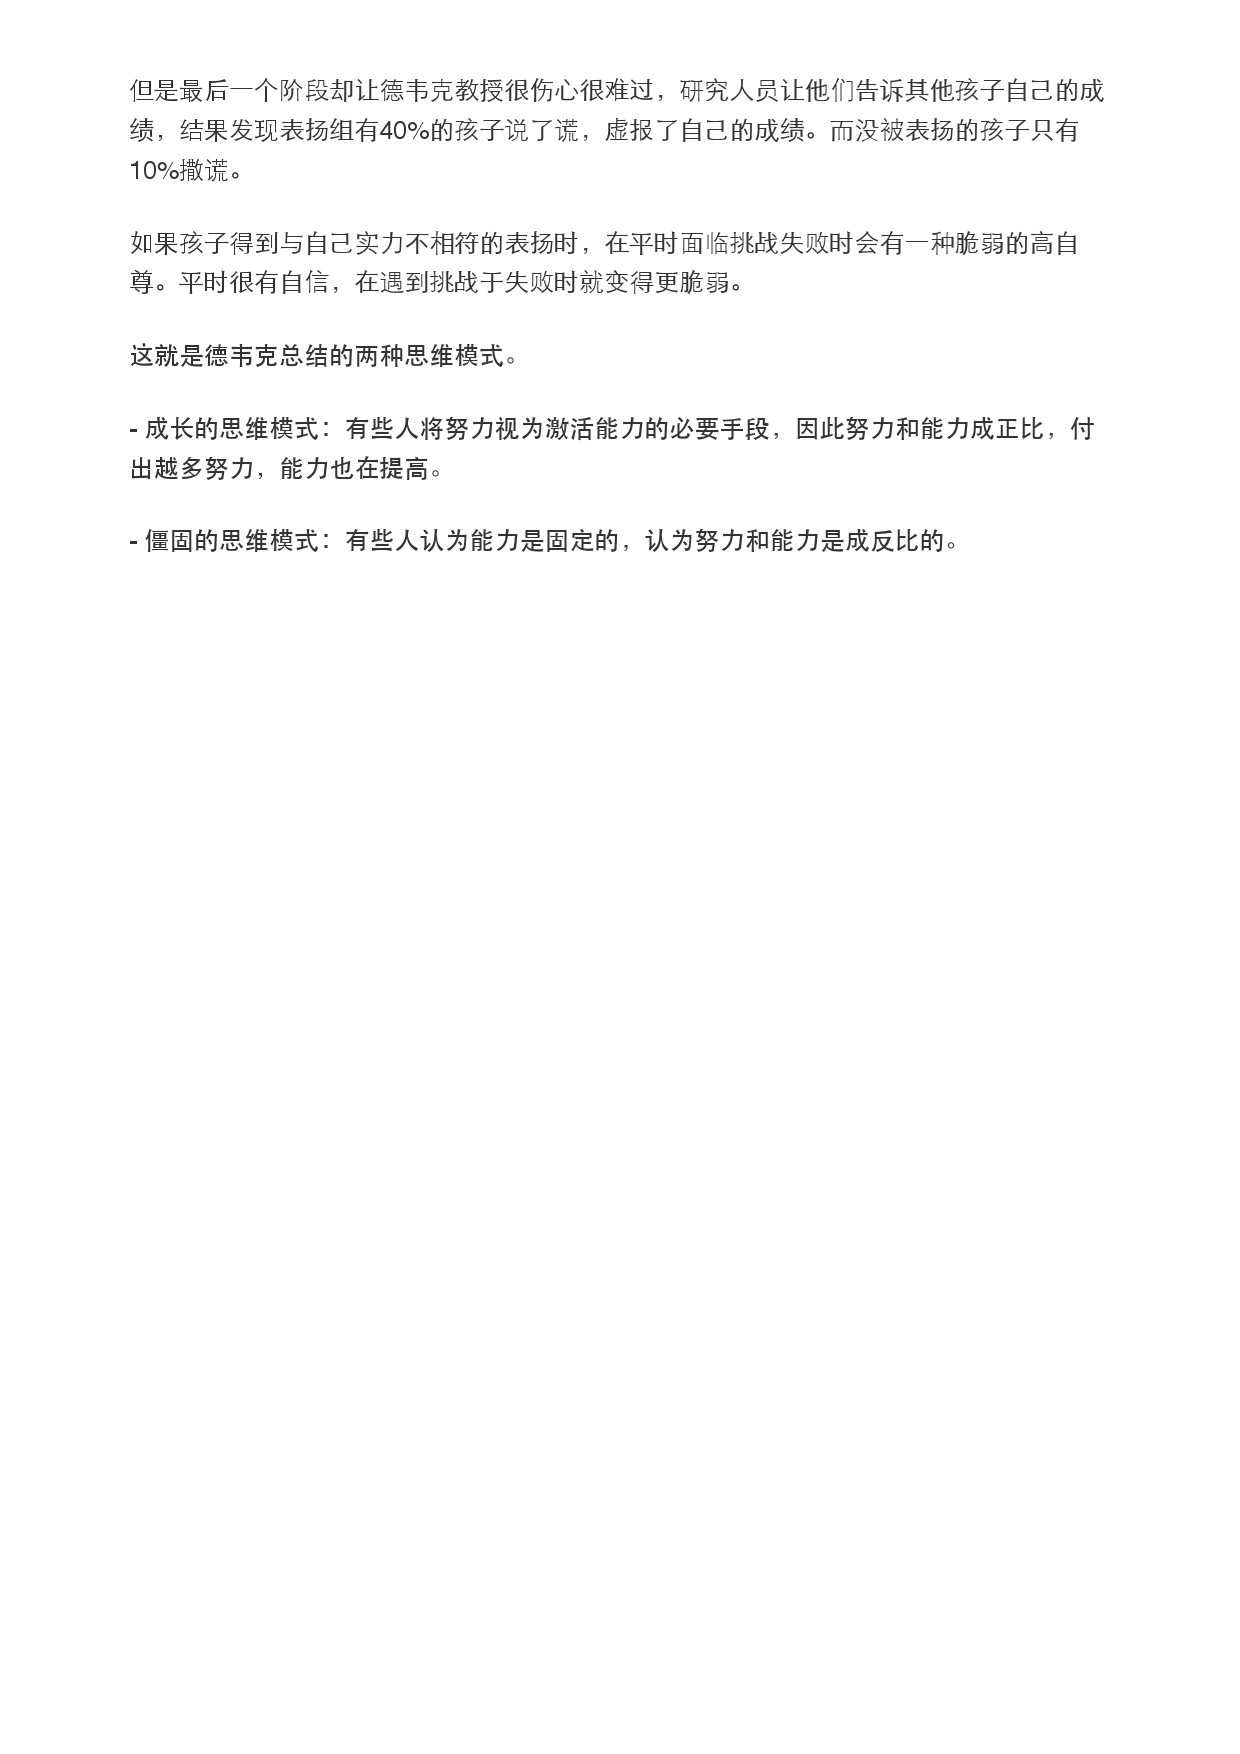 但是最后一个阶段却让德韦克教授很伤心很难过，研究人员让他们告诉其他孩子自己的成
绩，结果发现表扬组有40%的孩子说了谎，虚报了自己的成绩。而没被表扬的孩子只有
10%撒谎。
如果孩子得到与自己实力不相符的表扬时，在平时面临挑战失败时会有一种脆弱的高自
尊。平时很有自信，在遇到挑战于失败时就变得更脆弱。
这就是德韦克总结的两种思维模式。
- 成长的思维模式：有些人将努力视为激活能力的必要手段，因此努力和能力成正比，付
出越多努力，能力也在提高。
- 僵固的思维模式：有些人认为能力是固定的，认为努力和能力是成反比的。